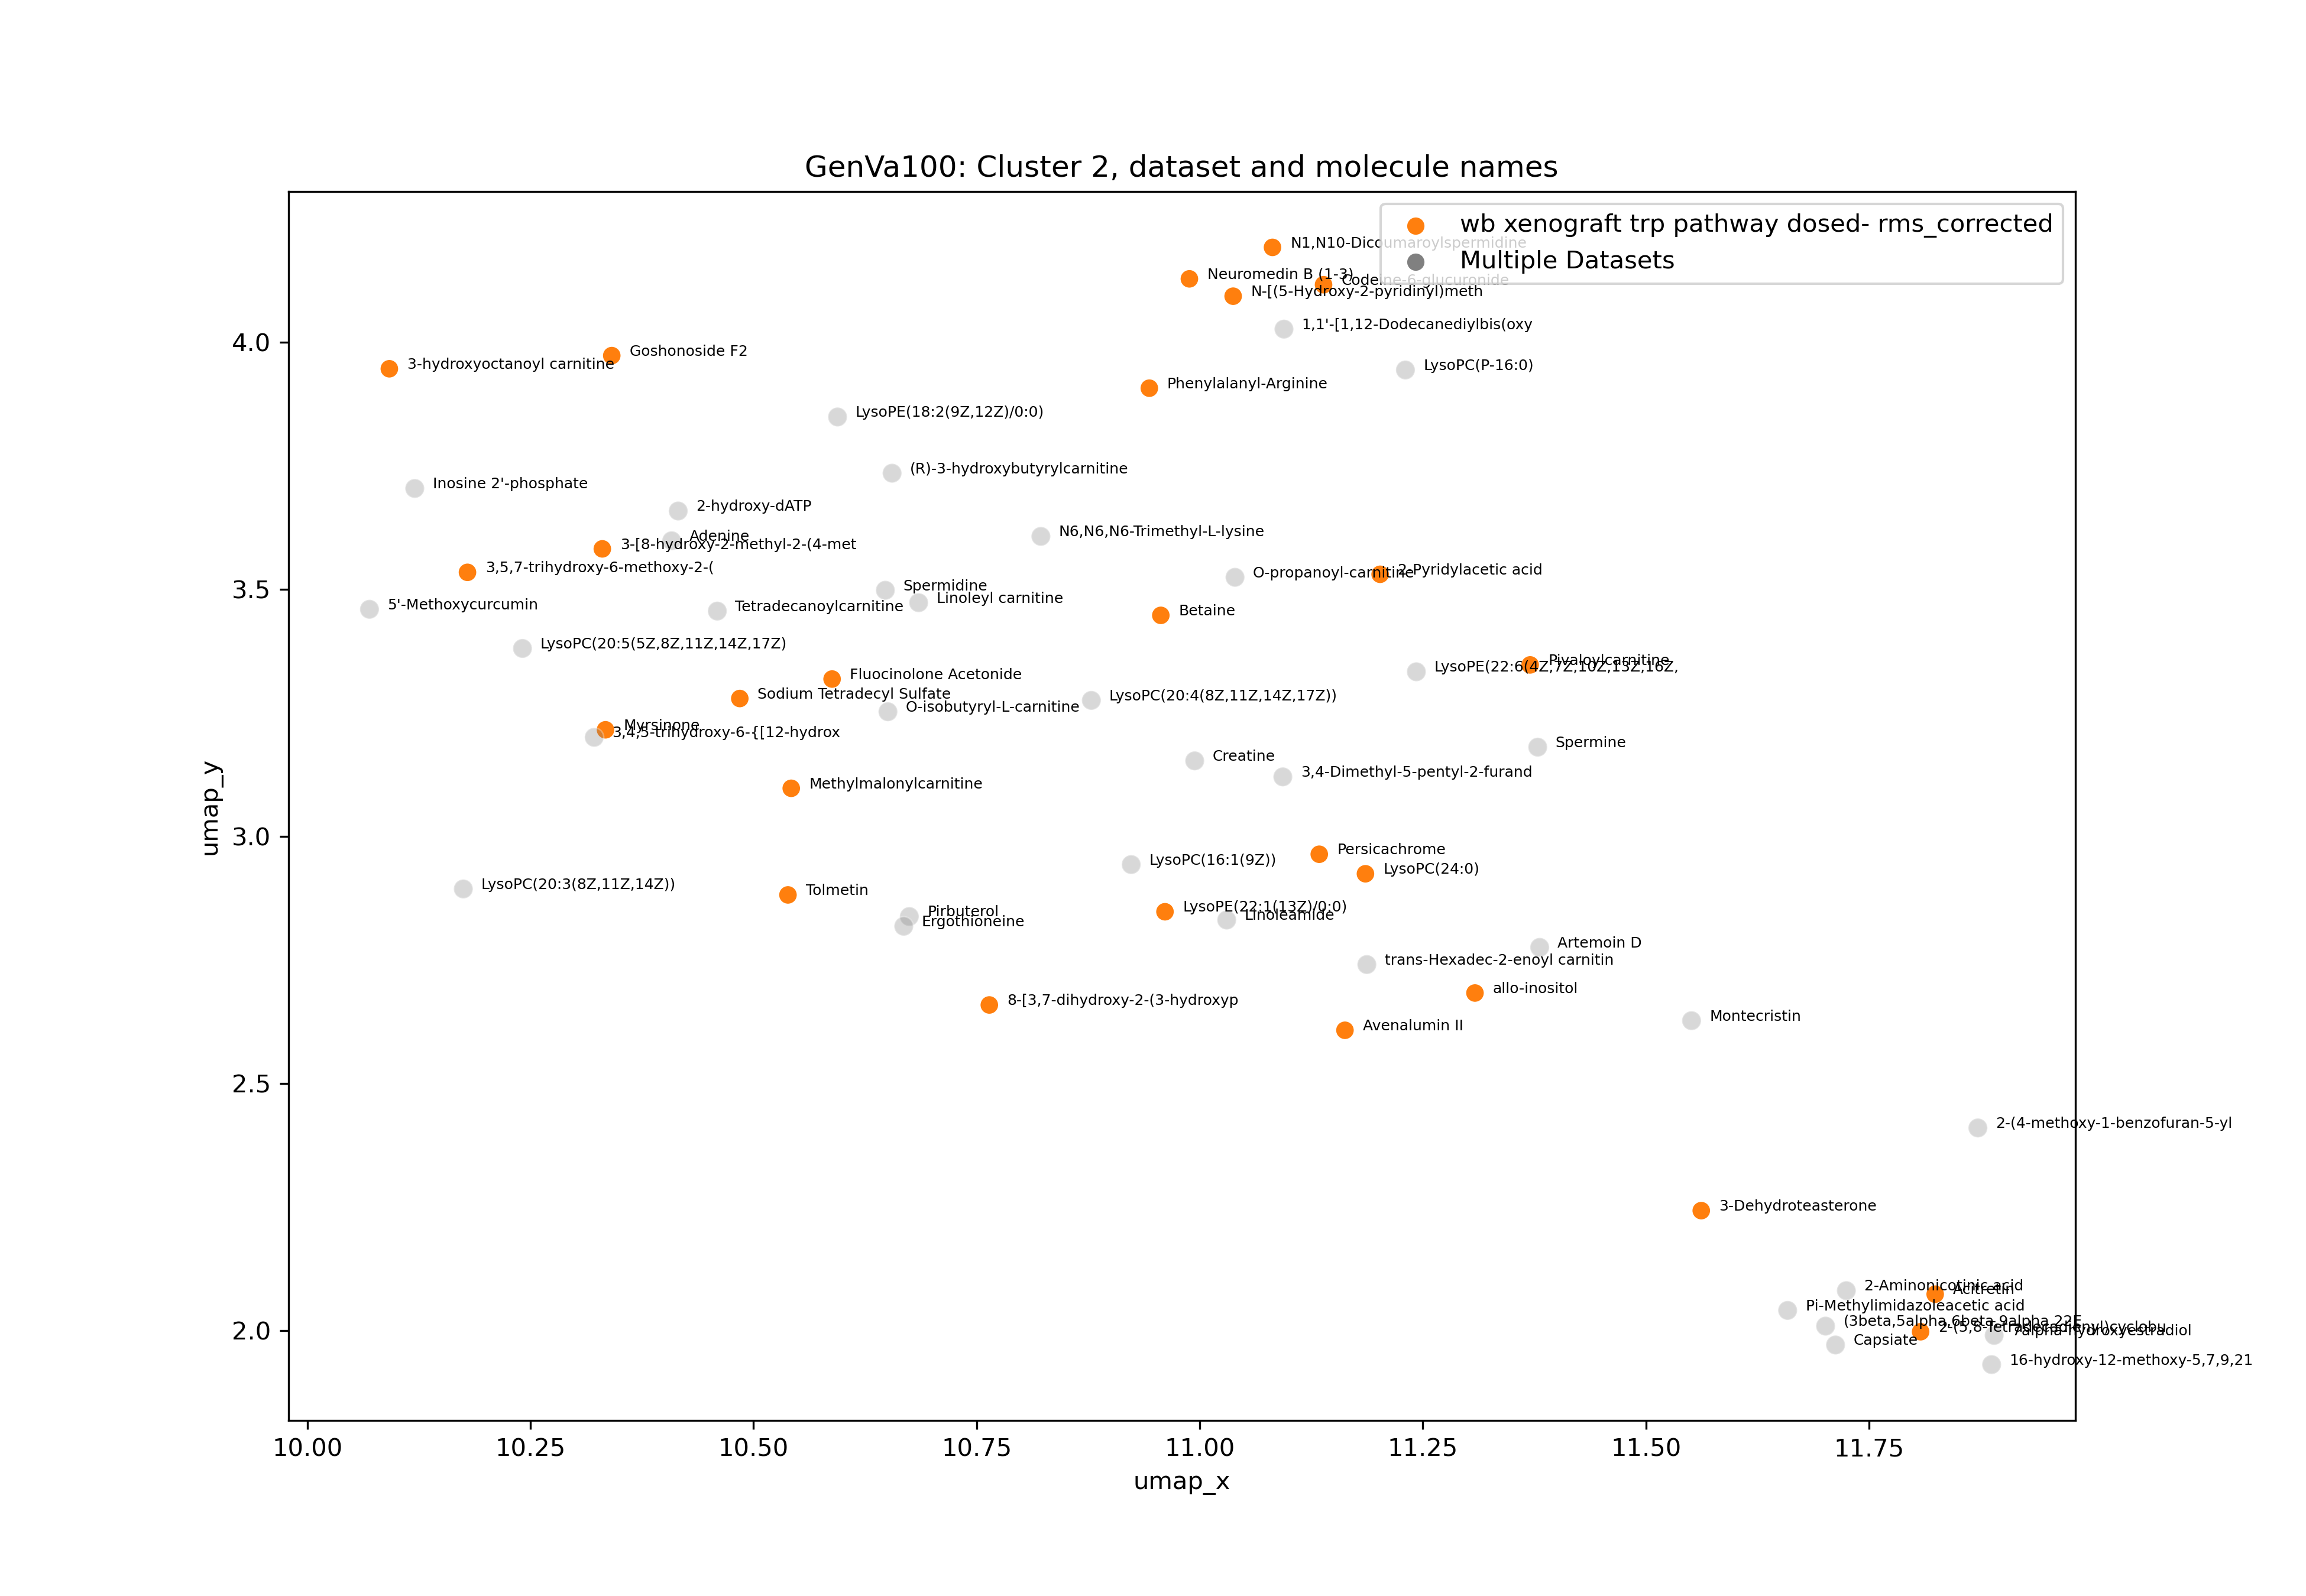 GenVa100: Cluster 2, dataset and molecule names
wb xenograft trp pathway dosed- rms_corrected
Multiple Datasets
N1,N10-Dicoumaroylspermidine
Neuromedin B (1-3)
Codeine-6-glucuronide
N-[(5-Hydroxy-2-pyridinyl)meth
1,1'-[1,12-Dodecanediylbis(oxy
4.0
Goshonoside F2
3-hydroxyoctanoyl carnitine
LysoPC(P-16:0)
Phenylalanyl-Arginine
LysoPE(18:2(9Z,12Z)/0:0)
(R)-3-hydroxybutyrylcarnitine
Inosine 2'-phosphate
2-hydroxy-dATP
N6,N6,N6-Trimethyl-L-lysine
Adenine
3-[8-hydroxy-2-methyl-2-(4-met
3,5,7-trihydroxy-6-methoxy-2-(
O-propanoyl-carnitine
2-Pyridylacetic acid
3.5
Spermidine
Linoleyl carnitine
5'-Methoxycurcumin
Tetradecanoylcarnitine
Betaine
LysoPC(20:5(5Z,8Z,11Z,14Z,17Z)
Pivaloylcarnitine
LysoPE(22:6(4Z,7Z,10Z,13Z,16Z,
Fluocinolone Acetonide
Sodium Tetradecyl Sulfate
LysoPC(20:4(8Z,11Z,14Z,17Z))
O-isobutyryl-L-carnitine
Myrsinone
3,4,5-trihydroxy-6-{[12-hydrox
Spermine
Creatine
3,4-Dimethyl-5-pentyl-2-furand
Methylmalonylcarnitine
3.0
umap_y
Persicachrome
LysoPC(16:1(9Z))
LysoPC(24:0)
LysoPC(20:3(8Z,11Z,14Z))
Tolmetin
LysoPE(22:1(13Z)/0:0)
Linoleamide
Pirbuterol
Ergothioneine
Artemoin D
trans-Hexadec-2-enoyl carnitin
allo-inositol
8-[3,7-dihydroxy-2-(3-hydroxyp
Montecristin
Avenalumin II
2.5
2-(4-methoxy-1-benzofuran-5-yl
3-Dehydroteasterone
2-Aminonicotinic acid
Acitretin
Pi-Methylimidazoleacetic acid
2.0
(3beta,5alpha,6beta,9alpha,22E
2-(5,8-Tetradecadienyl)cyclobu
7alpha-hydroxyestradiol
Capsiate
16-hydroxy-12-methoxy-5,7,9,21
10.00 10.25 10.50 10.75 11.00 11.25 11.50 11.75
umap_x